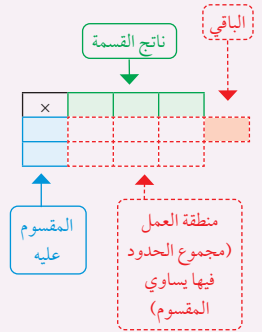 الباقي
ناتج القسمة
×
المقسوم
عليه
منطقة العمل
(مجموع الحدود
فيها يساوي
المقسوم)